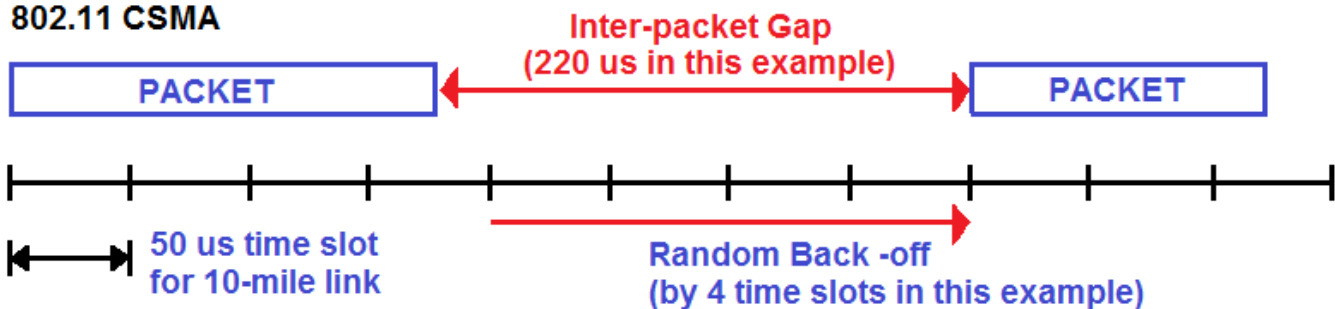 802.11 CSMA
Inter-packet Gap
(220 us in this example)
PACKET
PACKET
50 us time slot
for 10-mile link
Random Back -off
(by 4 time slots in this example)